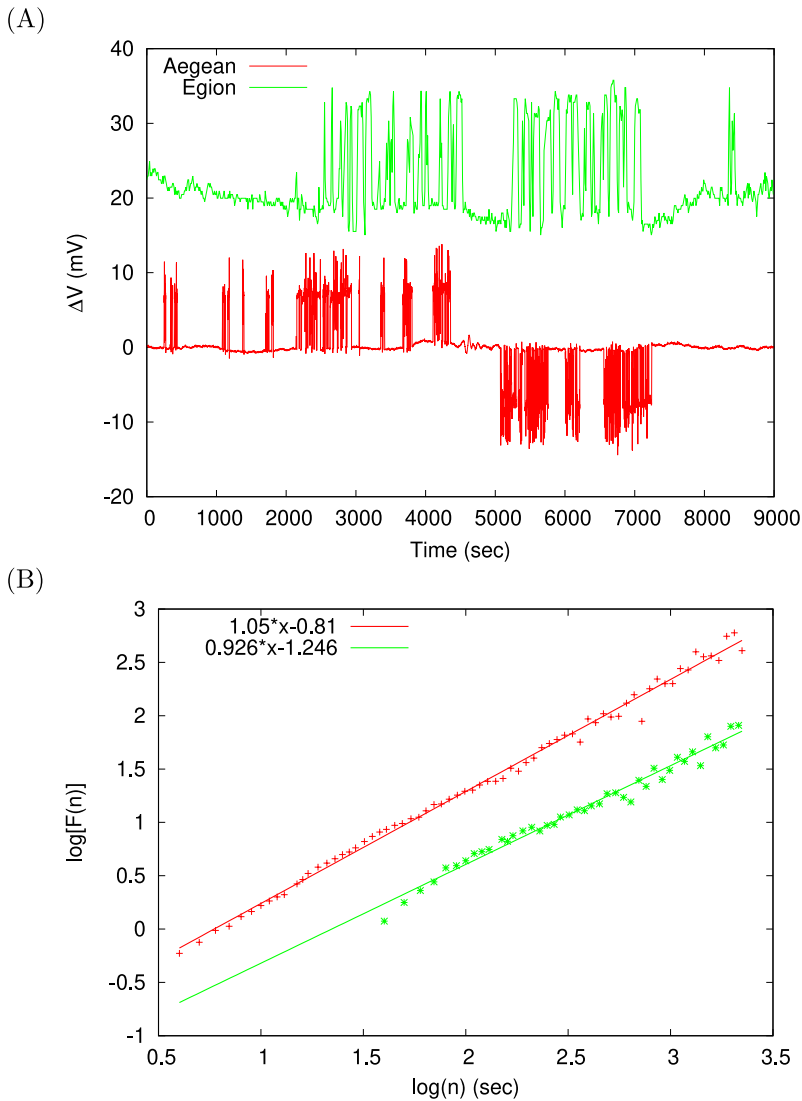 (A)
40
30
20
10
0
-10
-20
ΔV (mV)
Aegean
Egion
0 1000 2000 3000 4000 5000 6000 7000 8000 9000
Time (sec)
(B)
3
2.5
2
1.5
1
0.5
0
-0.5
-1
log[F(n)]
1.05*x-0.81
0.926*x-1.246
0.5 1 1.5 2 2.5 3 3.5
log(n) (sec)